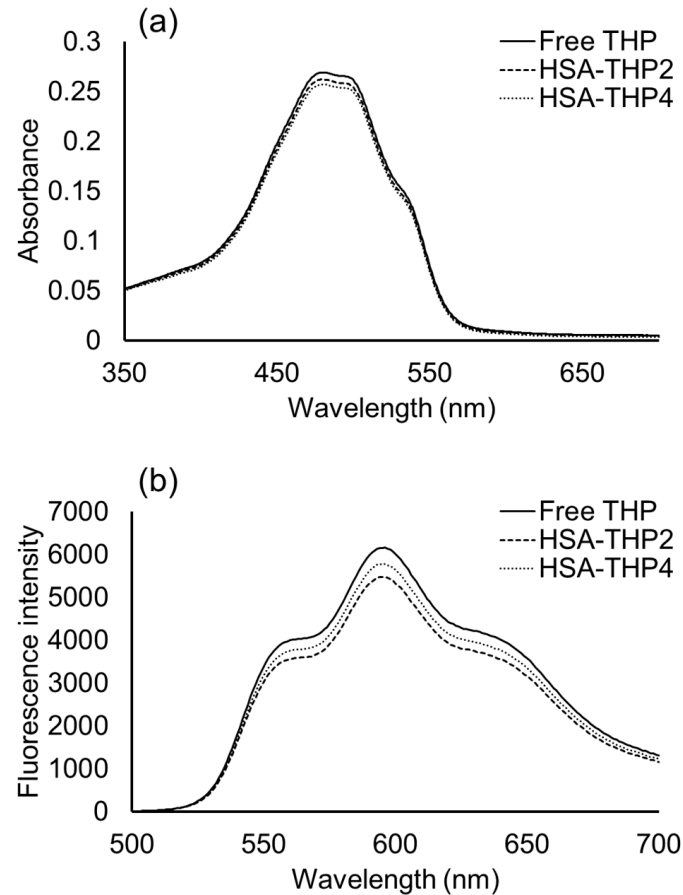 (a)
0.3
0.25
0.2
0.15
0.1
0.05
0
Absorbance
Free THP
HSA-THP2
HSA-THP4
350 450 550 650
Wavelength (nm)
(b)
7000
6000
5000
4000
3000
2000
1000
0
Fluorescence intensity
Free THP
HSA-THP2
HSA-THP4
500 550 600 650 700
Wavelength (nm)